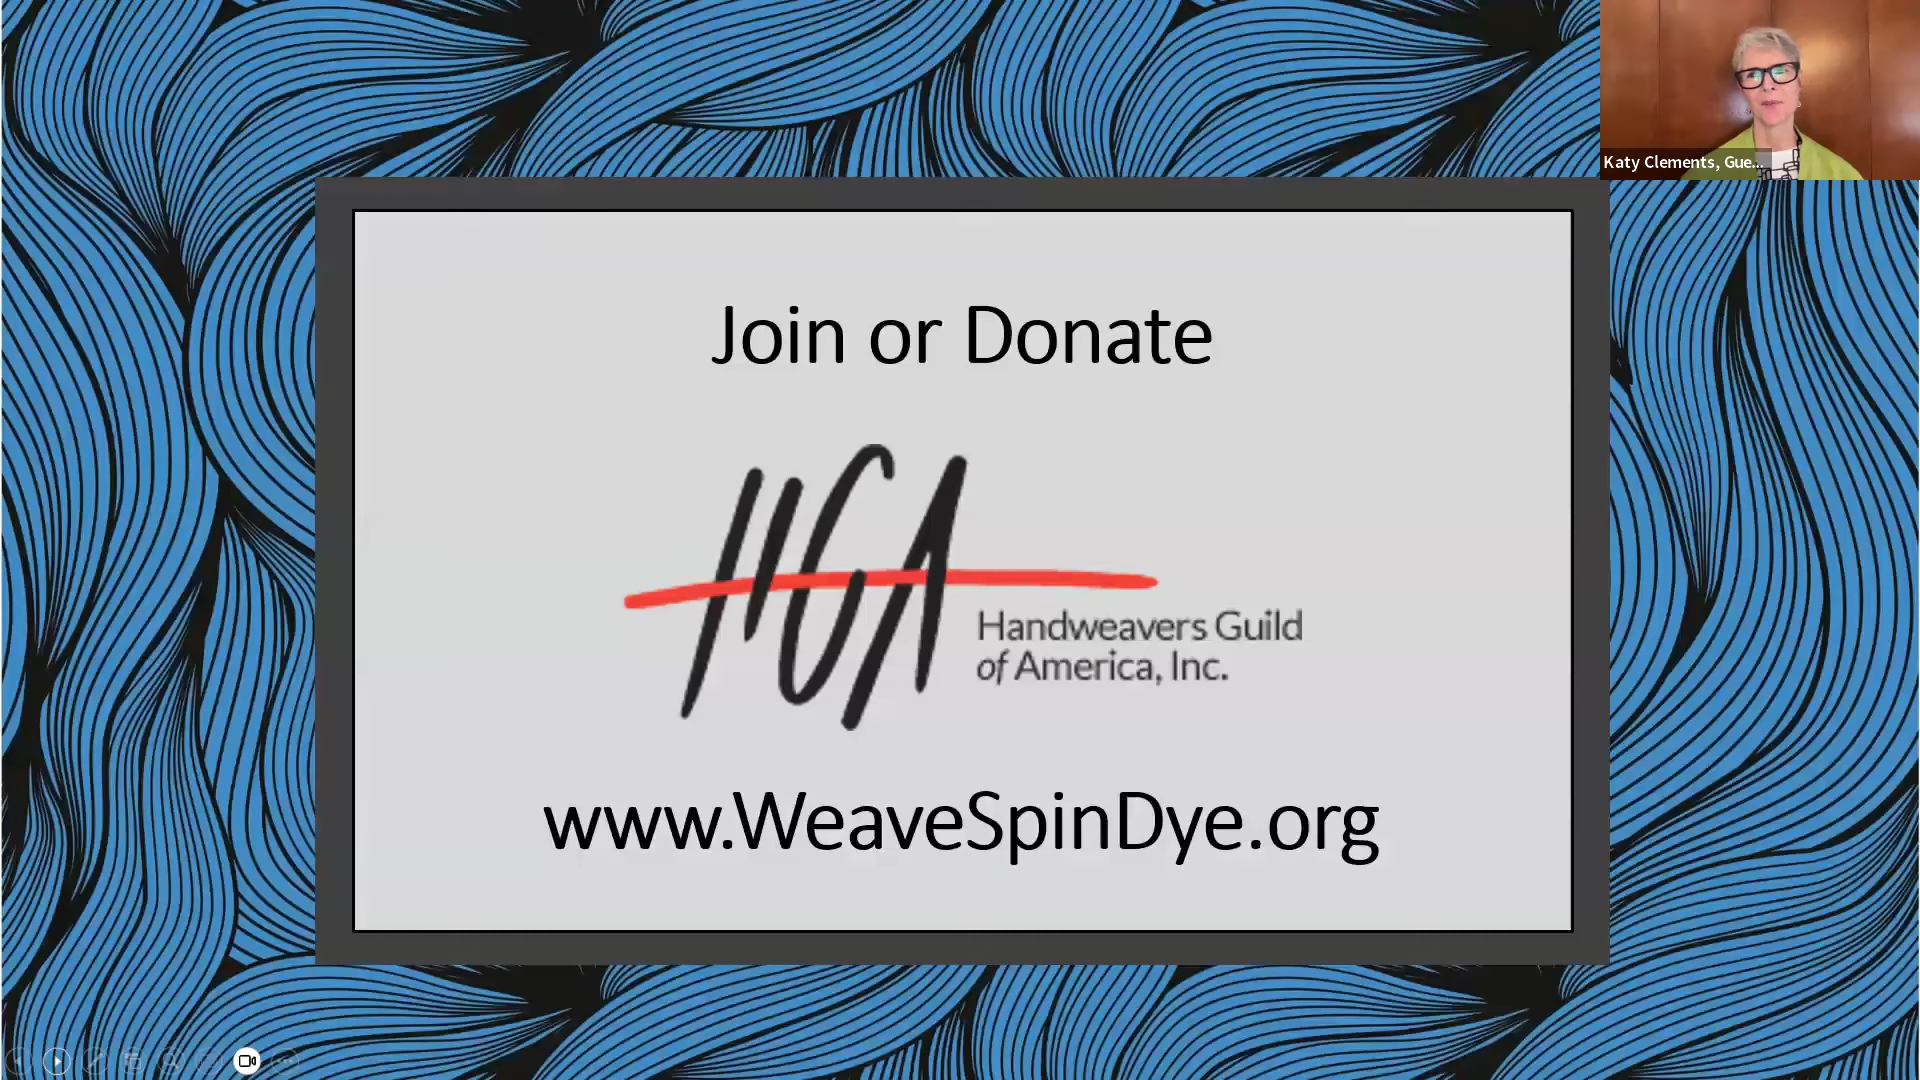 Katy Clements, Gue...
Join or Donate
HGA
Handweavers Guild
of America, Inc.
www.WeaveSpinDye.org